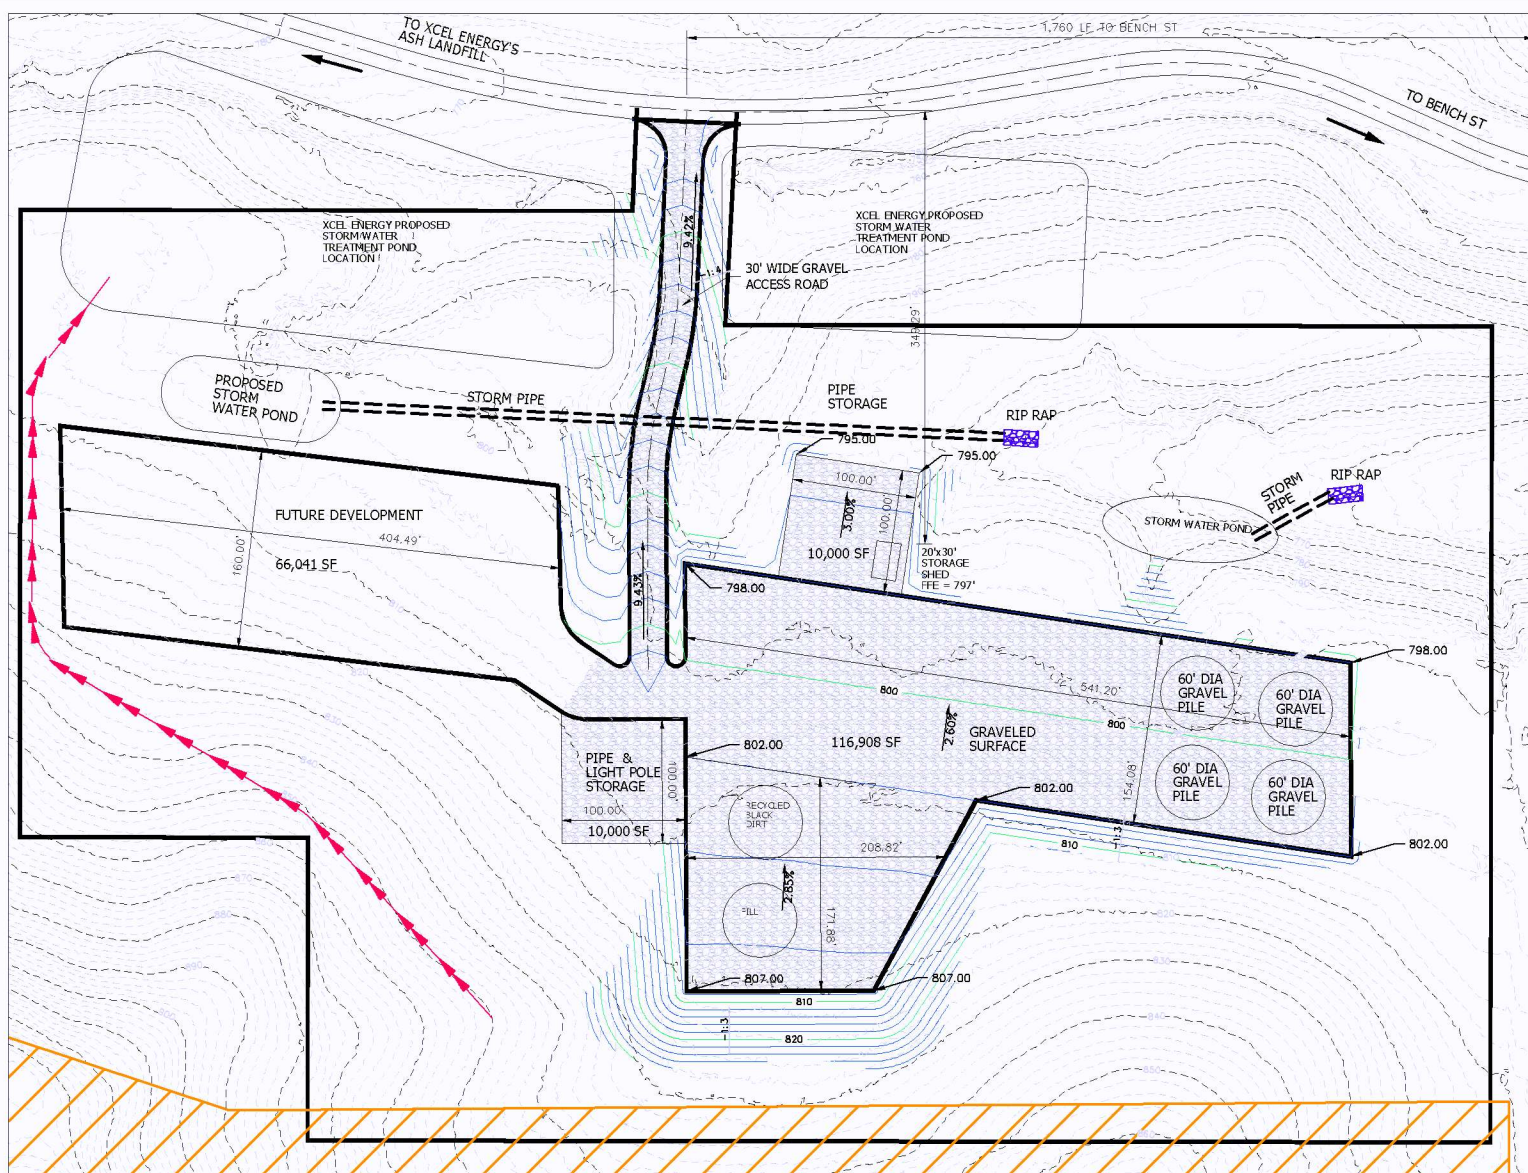 TO XCEL ENERGY'S
ASH LANDFILL
1,760 LF TO BENCH ST
TO BENCH ST
XCEL ENERGY PROPOSED
STORM WATER
TREATMENT POND
LOCATION
XCEL ENERGY PROPOSED
STORM WATER
TREATMENT POND
LOCATION
9.42%
-1:4
30' WIDE GRAVEL
ACCESS ROAD
PROPOSED
STORM
WATER POND
STORM PIPE
PIPE
STORAGE
RIP RAP
795.00
795.00
RIP RAP
STORM
PIPE
STORM WATER POND
100.00'
100.00'
3.00%
10,000 SF
20'x30'
STORAGE
SHED
FFE = 797'
FUTURE DEVELOPMENT
404.49'
160.00'
66,041 SF
9.43%
798.00
798.00
541.20'
800
800
60' DIA
GRAVEL
PILE
60' DIA
GRAVEL
PILE
2.60%
GRAVELED
SURFACE
116,908 SF
802.00
PIPE &
LIGHT POLE
STORAGE
100.00'
100.00'
10,000 SF
154.08'
60' DIA
GRAVEL
PILE
60' DIA
GRAVEL
PILE
802.00
RECYCLED
BLACK
DIRT
208.82'
810
-1:3
802.00
2.85%
FILL
171.88'
807.00
807.00
810
-1:3
820